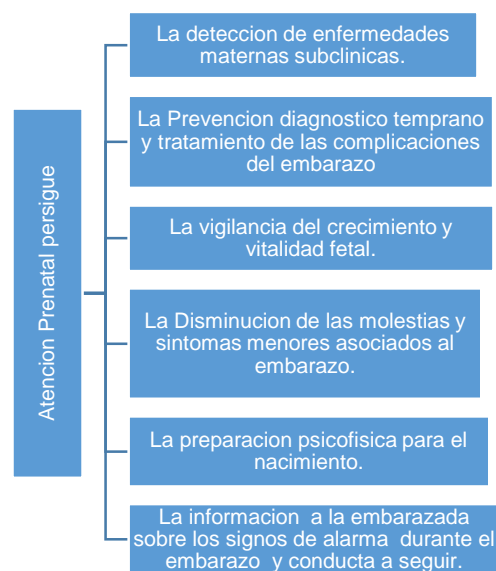 Atencion Prenatal persigue
La deteccion de enfermedades
maternas subclinicas.
La Prevencion diagnostico temprano
y tratamiento de las complicaciones
del embarazo
La vigilancia del crecimiento y
vitalidad fetal.
La Disminucion de las molestias y
sintomas menores asociados al
embarazo.
La preparacion psicofisica para el
nacimiento.
La informacion a la embarazada
sobre los signos de alarma durante el
embarazo y conducta a seguir.